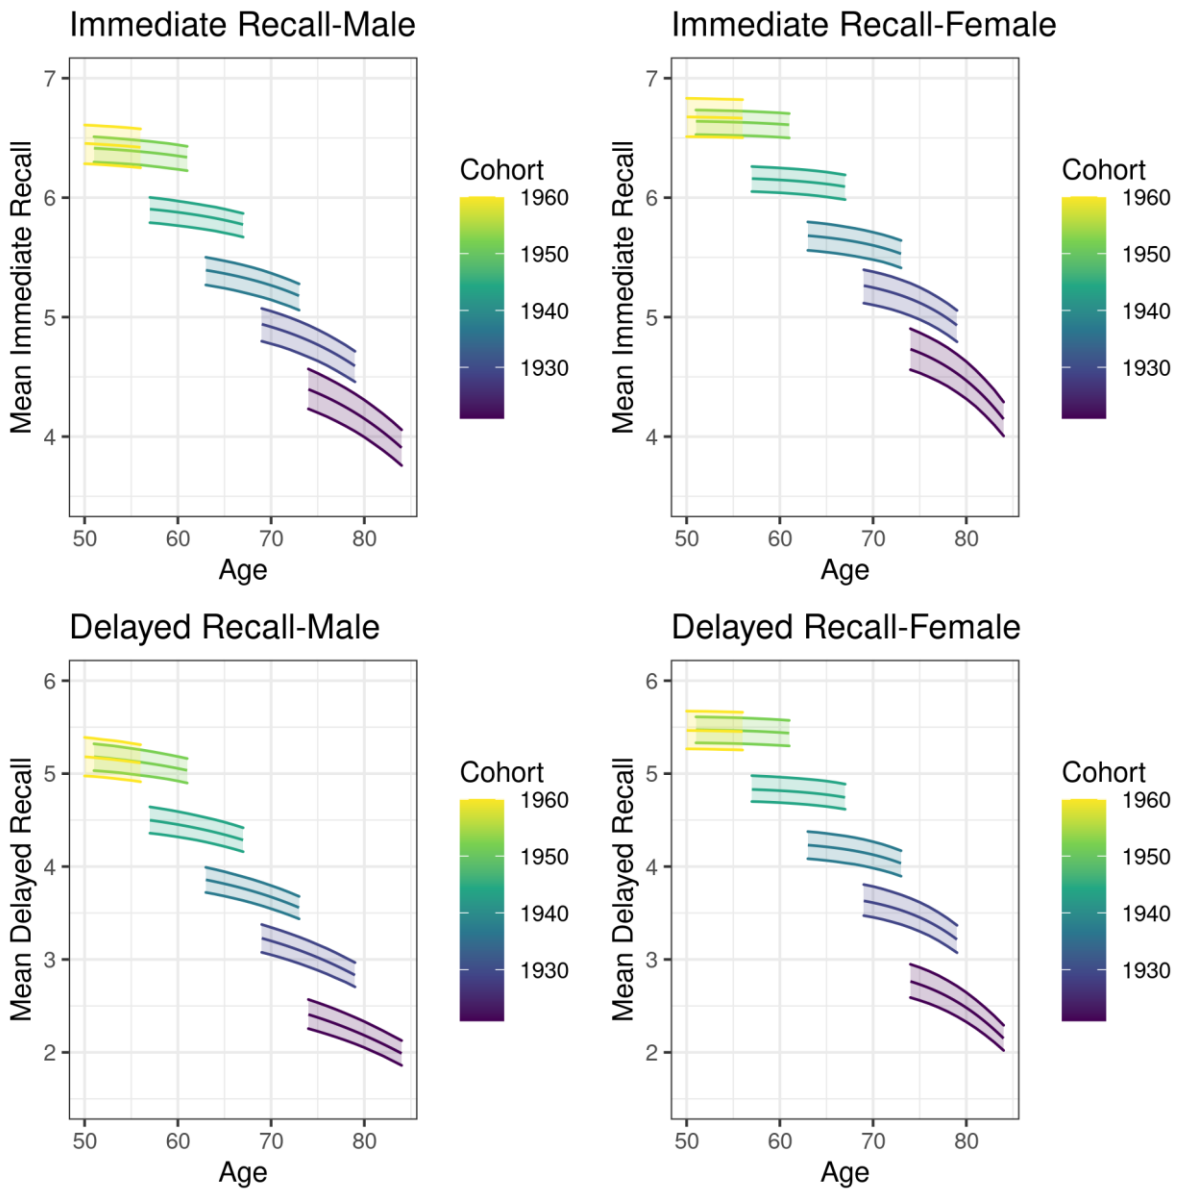 Immediate Recall-Male
Mean Immediate Recall
7
6
5
4
50 60 70 80
Age
Cohort
1960
1950
1940
1930
Immediate Recall-Female
Mean Immediate Recall
7
6
5
4
50 60 70 80
Age
Cohort
1960
1950
1940
1930
Delayed Recall-Male
Mean Delayed Recall
6
5
4
3
2
50 60 70 80
Age
Cohort
1960
1950
1940
1930
Delayed Recall-Female
Mean Delayed Recall
6
5
4
3
2
50 60 70 80
Age
Cohort
1960
1950
1940
1930